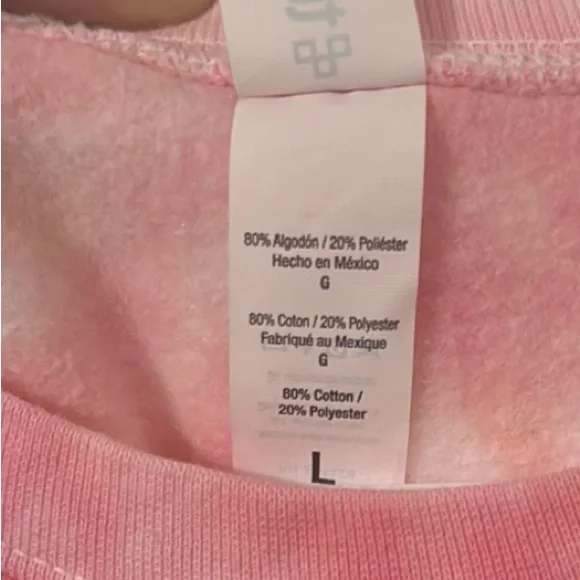 80% Algodón / 20% Poliéster
Hecho en México
G
80% Coton / 20% Polyester
Fabriqué au Mexique
G
80% Cotton /
20% Polyester
L